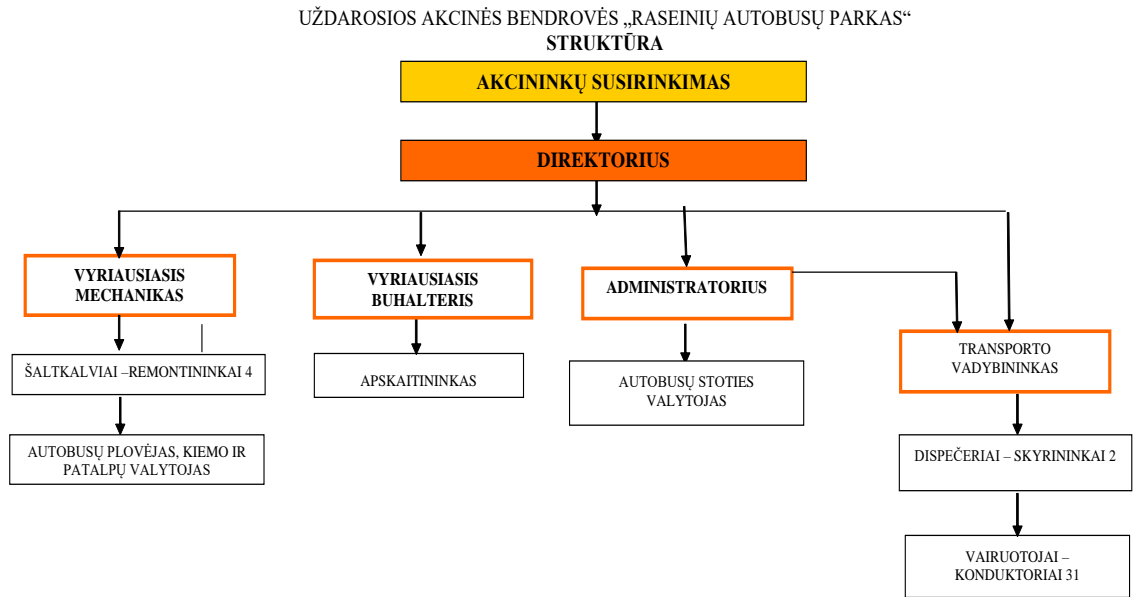 UŽDAROSIOS AKCINĖS BENDROVĖS „RASEINIŲ AUTOBUSŲ PARKAS“
STRUKTŪRA
AKCININKŲ SUSIRINKIMAS
DIREKTORIUS
VYRIAUSIASIS
MECHANIKAS
VYRIAUSIASIS
BUHALTERIS
ADMINISTRATORIUS
TRANSPORTO
VADYBININKAS
ŠALTKALVIAI –REMONTININKAI 4
APSKAITININKAS
AUTOBUSŲ STOTIES
VALYTOJAS
AUTOBUSŲ PLOVĖJAS, KIEMO IR
PATALPŲ VALYTOJAS
DISPEČERIAI – SKYRININKAI 2
VAIRUOTOJAI –
KONDUKTORIAI 31